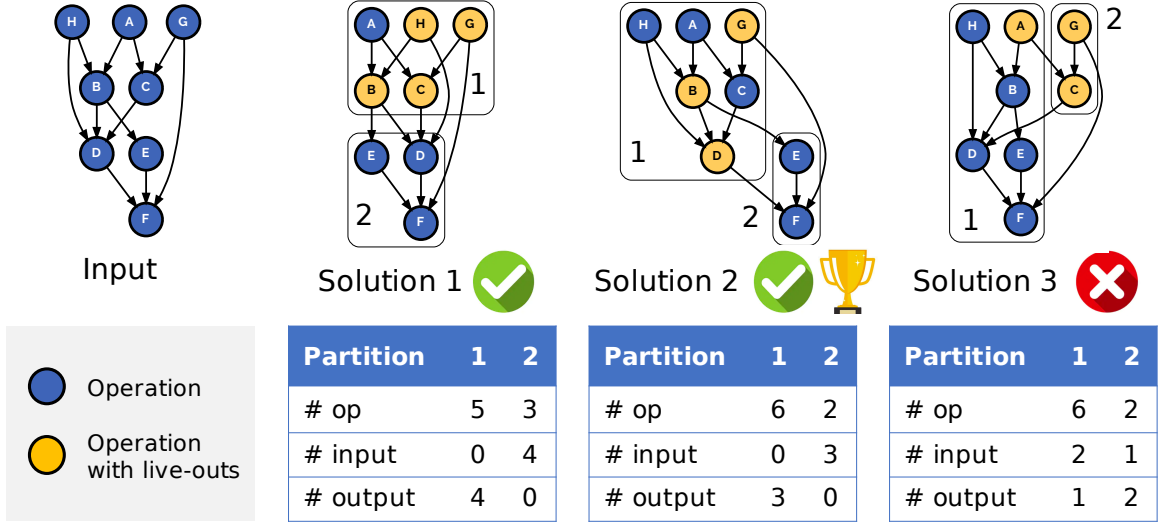 H A G
B C
D E
F
Input
A H G
B C
1
E D
2
F
Solution 1
H A G
B C
1
D
E
2
F
Solution 2
H A G
2
B C
D E
1
F
Solution 3
Operation
Operation
with live-outs
Partition 1 2
# op 5 3
# input 0 4
# output 4 0
Partition 1 2
# op 6 2
# input 0 3
# output 3 0
Partition 1 2
# op 6 2
# input 2 1
# output 1 2